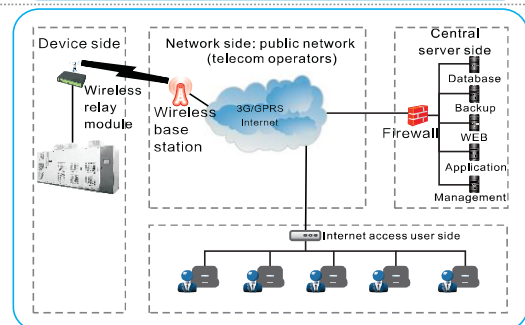 Device side
Wireless
relay
module
Network side: public network
(telecom operators)
Wireless
base
station
3G/GPRS
Internet
Central
server side
Firewall
Database
Backup
WEB
Application
Management
Internet access user side